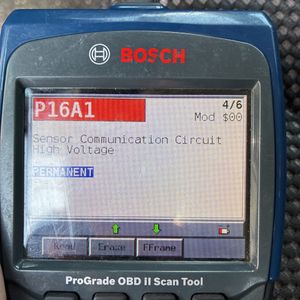 BOSCH
P16A1
4/6
Mod $00
Sensor Communication Circuit
High Voltage
PERMANENT
Read
Erase
FFrame
ProGrade OBD II Scan Tool